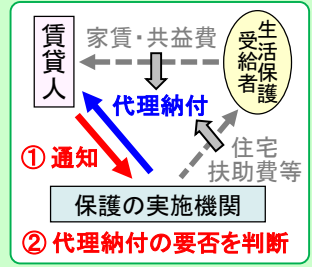 賃貸人
家賃・共益費
生活保護
受給者
代理納付
① 通知
住宅
扶助費等
保護の実施機関
② 代理納付の要否を判断